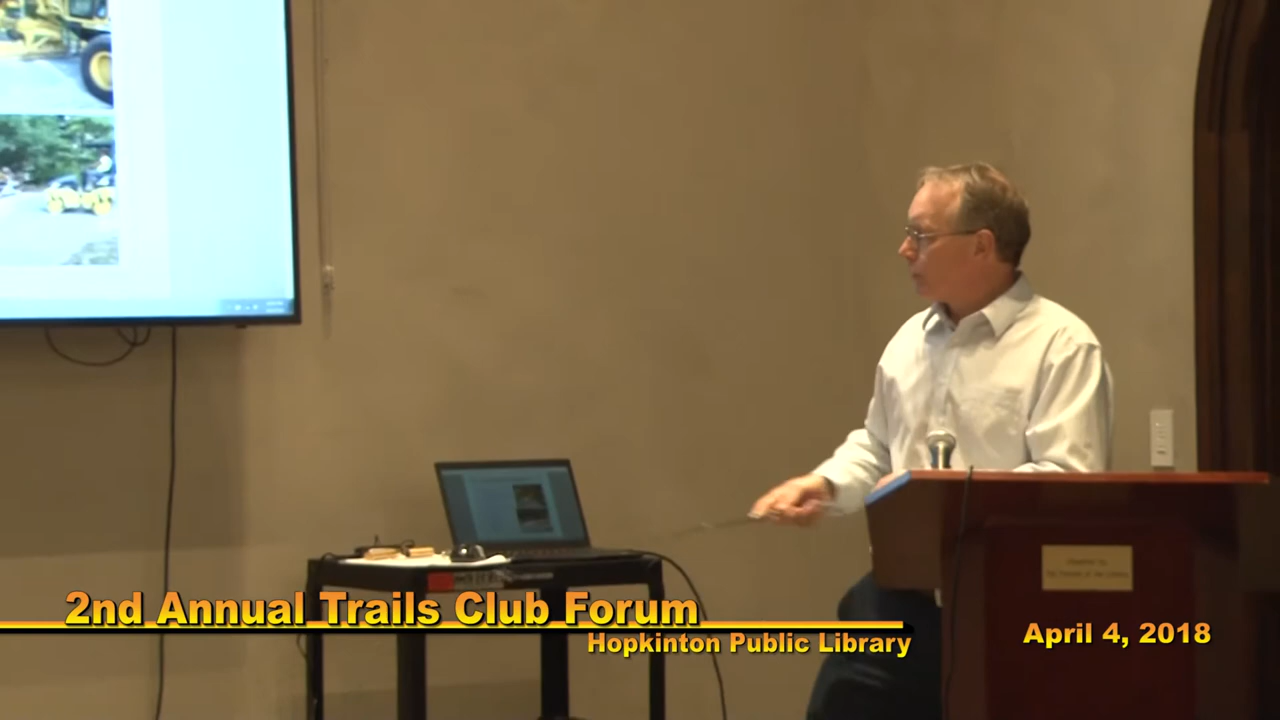 2nd Annual Trails Club Forum
Hopkinton Public Library
April 4, 2018